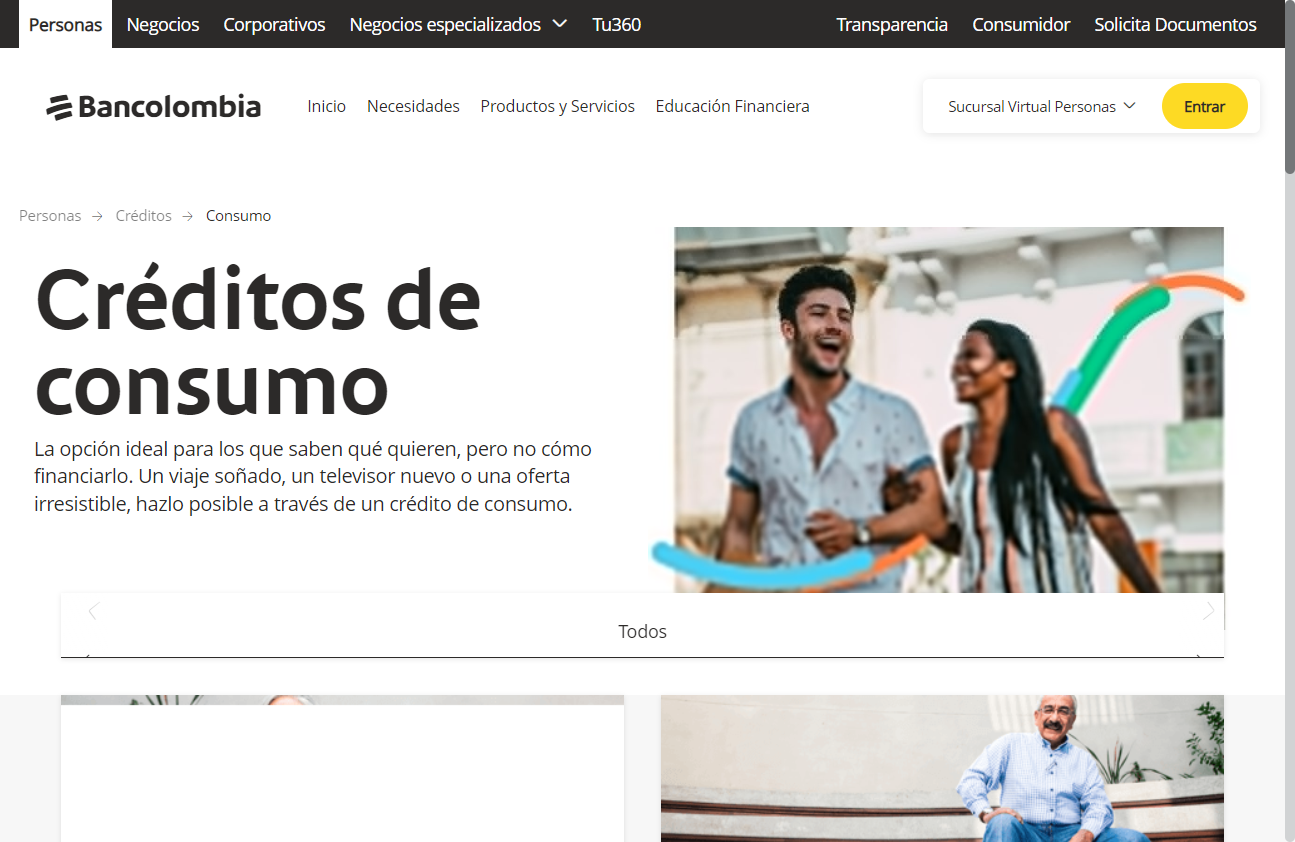 Personas Negocios Corporativos Negocios especializados Tu360 Transparencia Consumidor Solicita Documentos
Bancolombia Inicio Necesidades Productos y Servicios Educación Financiera Sucursal Virtual Personas Entrar
Personas → Créditos → Consumo
Créditos de
consumo
La opción ideal para los que saben qué quieren, pero no cómo
financiarlo. Un viaje soñado, un televisor nuevo o una oferta
irresistible, hazlo posible a través de un crédito de consumo.
Todos